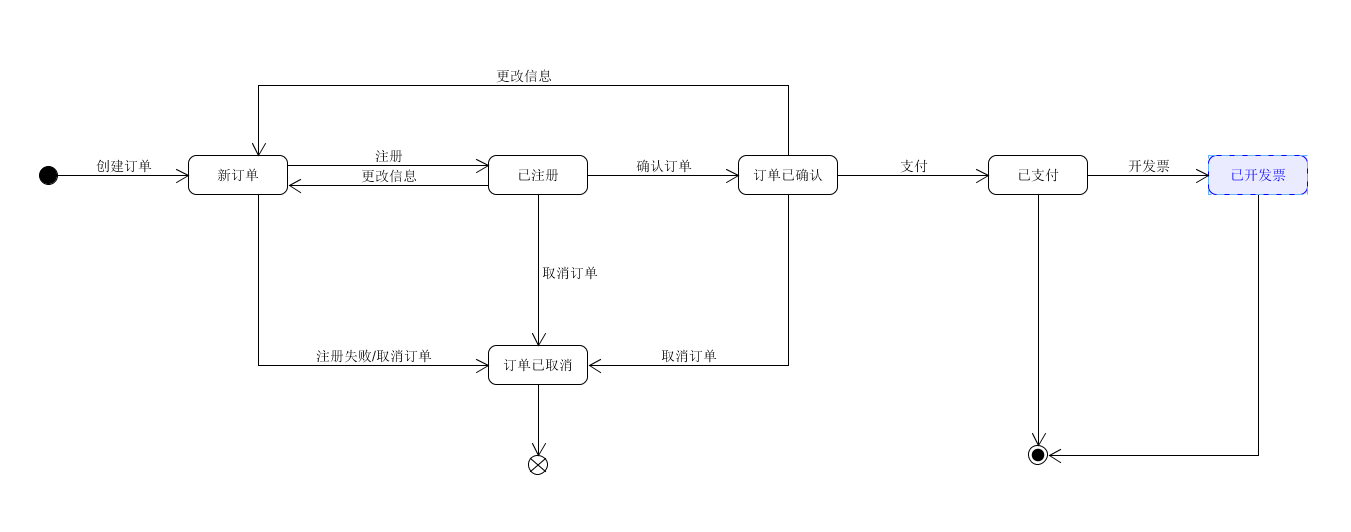 更改信息
创建订单
新订单
注册
更改信息
已注册
确认订单
订单已确认
支付
已支付
开发票
已开发票
取消订单
注册失败/取消订单
订单已取消
取消订单